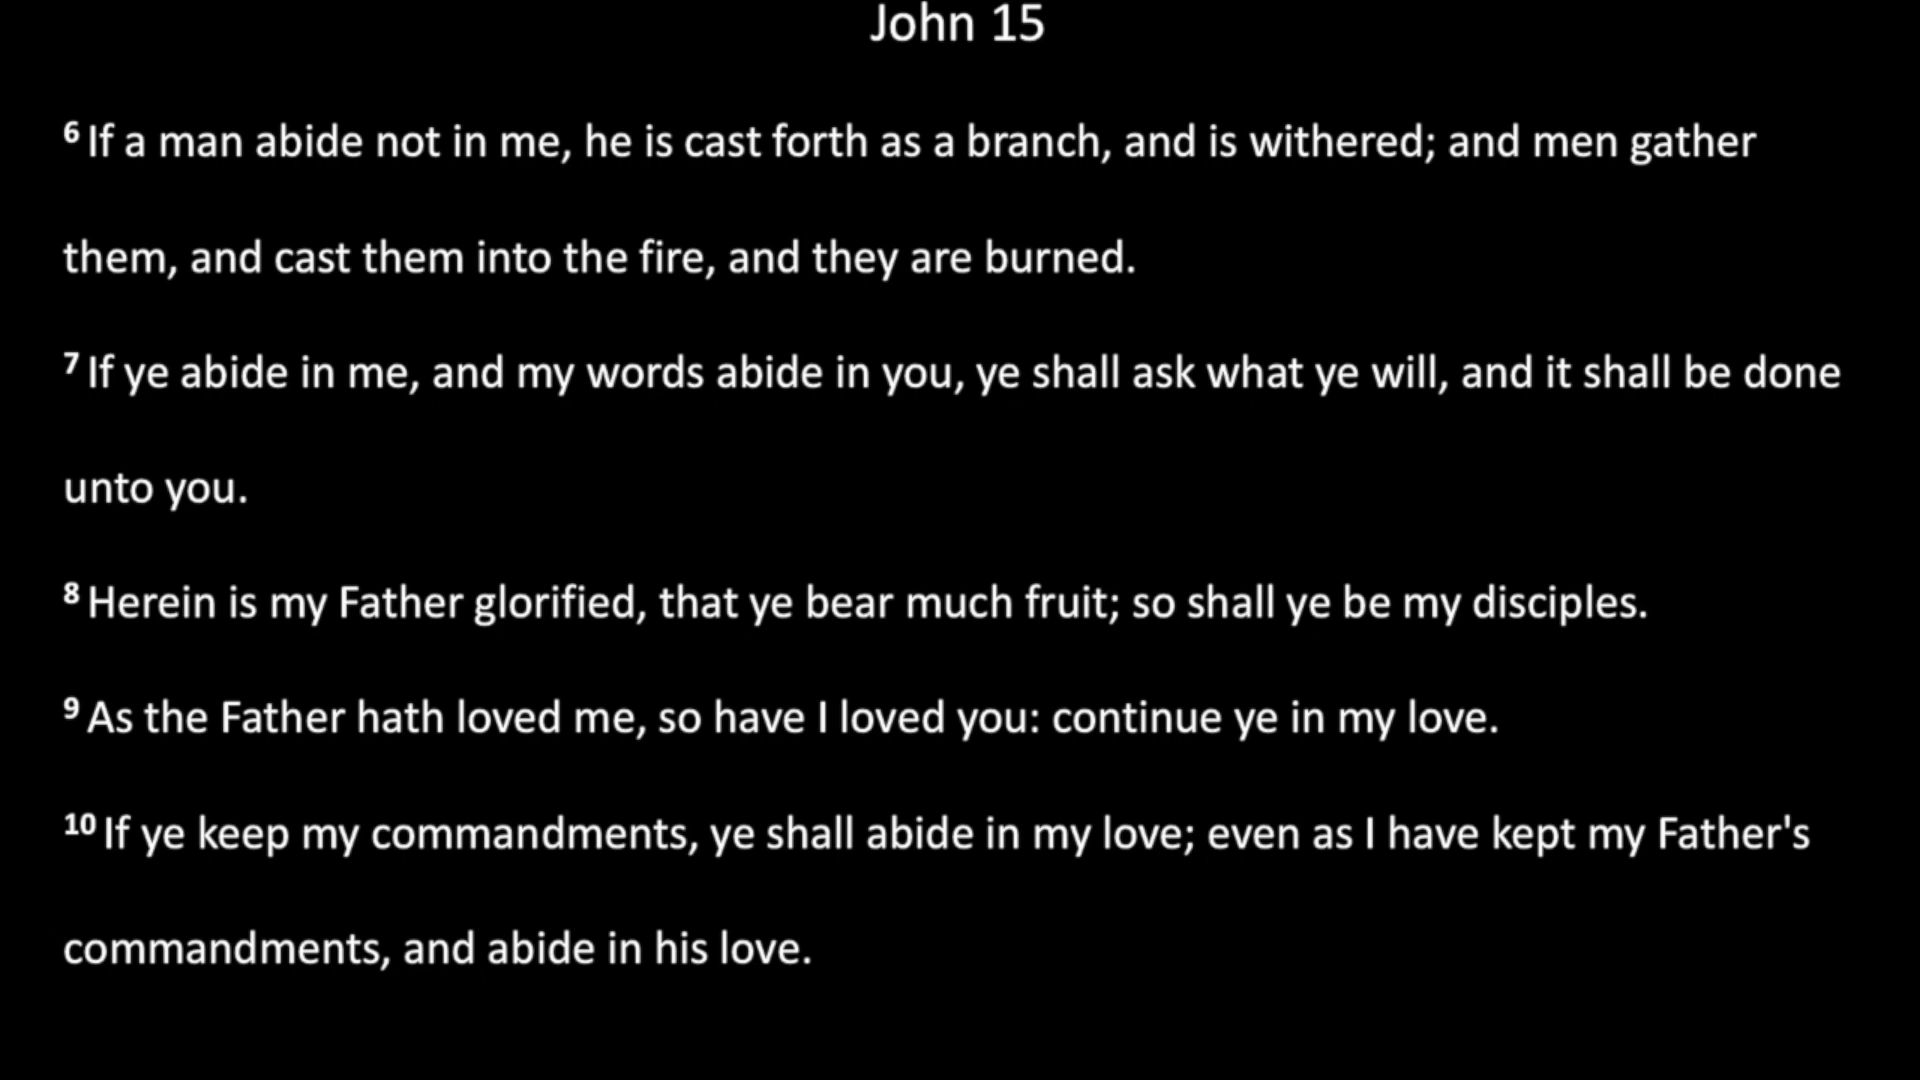 John 15
6 If a man abide not in me, he is cast forth as a branch, and is withered; and men gather
them, and cast them into the fire, and they are burned.
7 If ye abide in me, and my words abide in you, ye shall ask what ye will, and it shall be done
unto you.
8 Herein is my Father glorified, that ye bear much fruit; so shall ye be my disciples.
9 As the Father hath loved me, so have I loved you: continue ye in my love.
10 If ye keep my commandments, ye shall abide in my love; even as I have kept my Father's
commandments, and abide in his love.